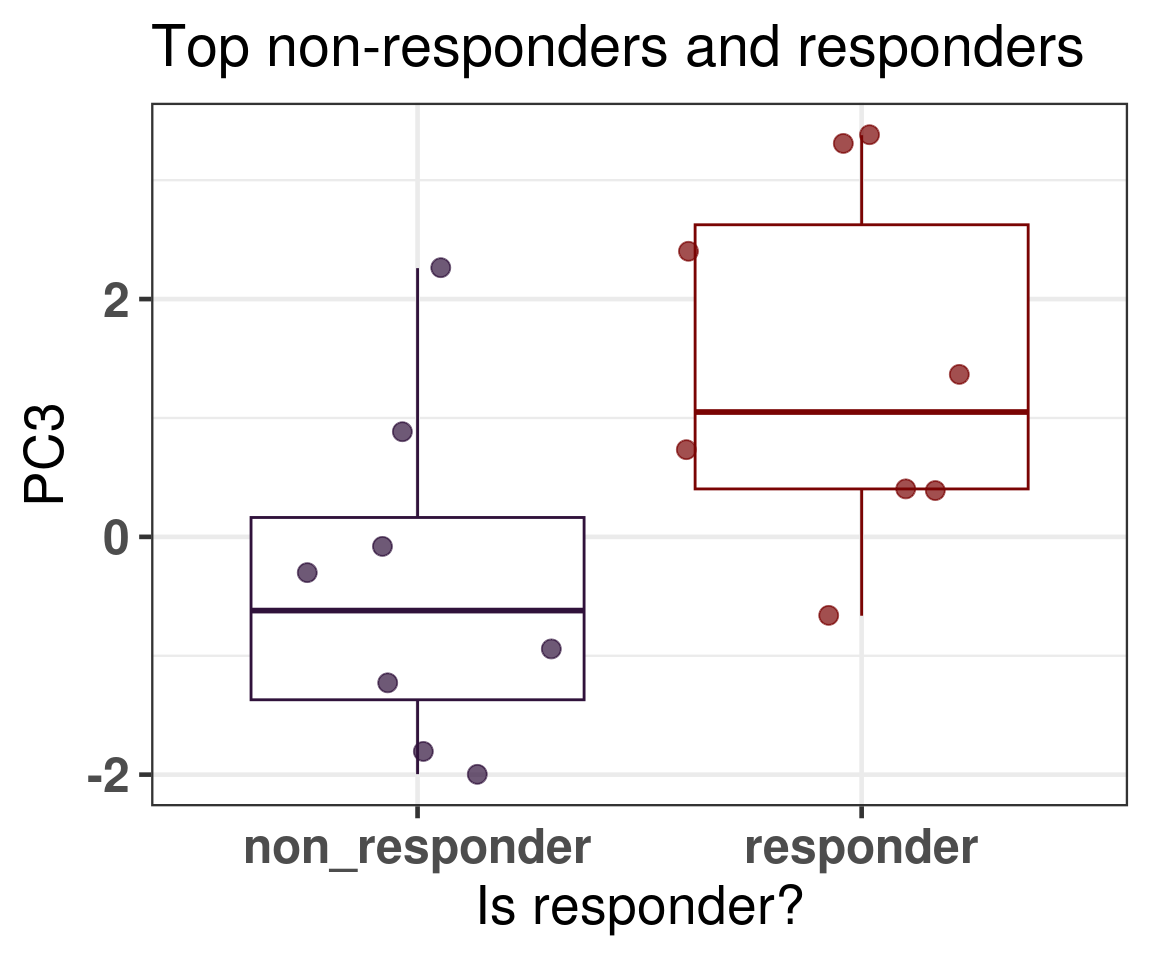 Top non-responders and responders
PC3
2
0
-2
non_responder
responder
Is responder?